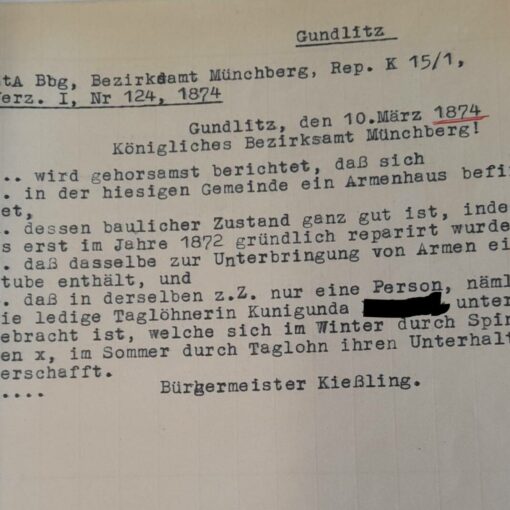 Gundlitz
tA Bbg, Bezirksamt Münchberg, Rep. K 15/1,
erz. I, Nr 124, 1874
Gundlitz, den 10.März 1874
Königliches Bezirksamt Münchberg!
.. wird gehorsamst berichtet, daß sich
.. in der hiesigen Gemeinde ein Armenhaus befi
et,
. dessen baulicher Zustand ganz gut ist, inde
s erst im Jahre 1872 gründlich reparirt wurde
. daß dasselbe zur Unterbringung von Armen ei
tube enthält, und
. daß in derselben z.Z. nur eine Person, näml
ie ledige Taglöhnerin Kunigunda unter
ebracht ist, welche sich im Winter durch Spin
en x, im Sommer durch Taglohn ihren Unterhalt
erschafft.
.... Bürgermeister Kießling.